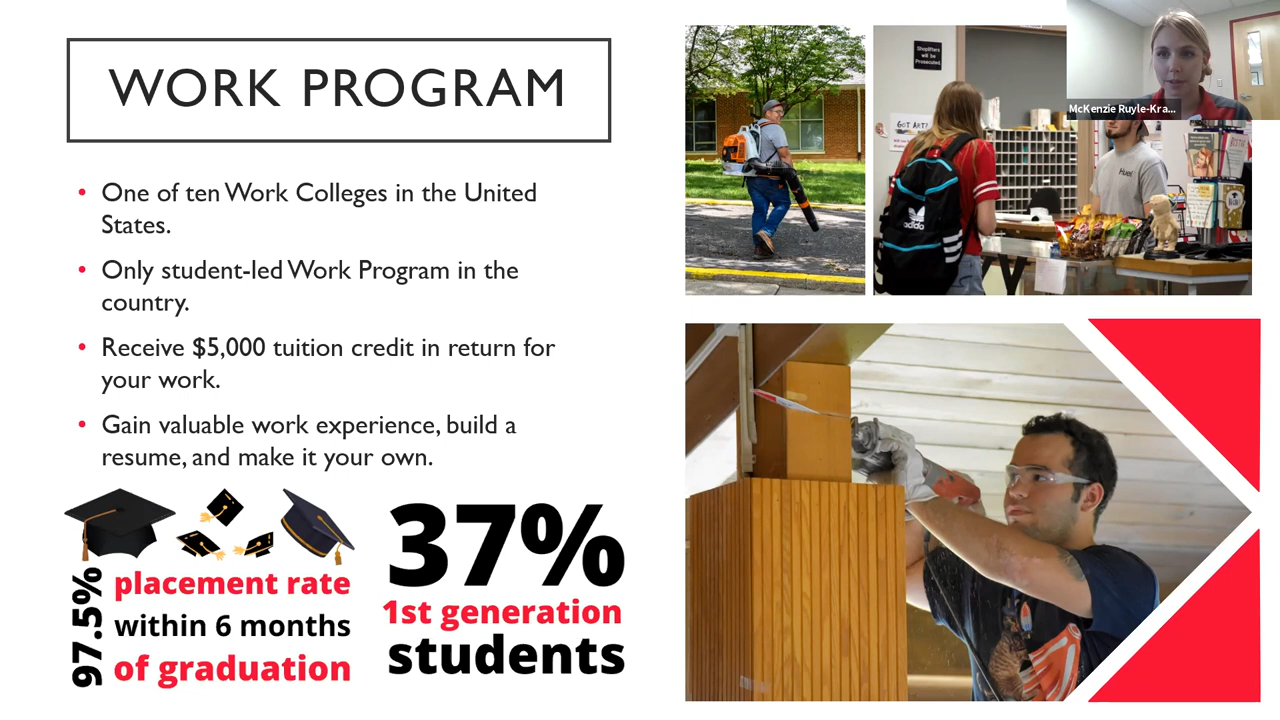 WORK PROGRAM
• One of ten Work Colleges in the United
States.
• Only student-led Work Program in the
country.
• Receive $5,000 tuition credit in return for
your work.
• Gain valuable work experience, build a
resume, and make it your own.
97.5%
placement rate
within 6 months
of graduation
37%
1st generation
students
Shoplifters
will be
Prosecuted.
GOT ART?
adidas
Huel
McKenzie Ruyle-Kra...